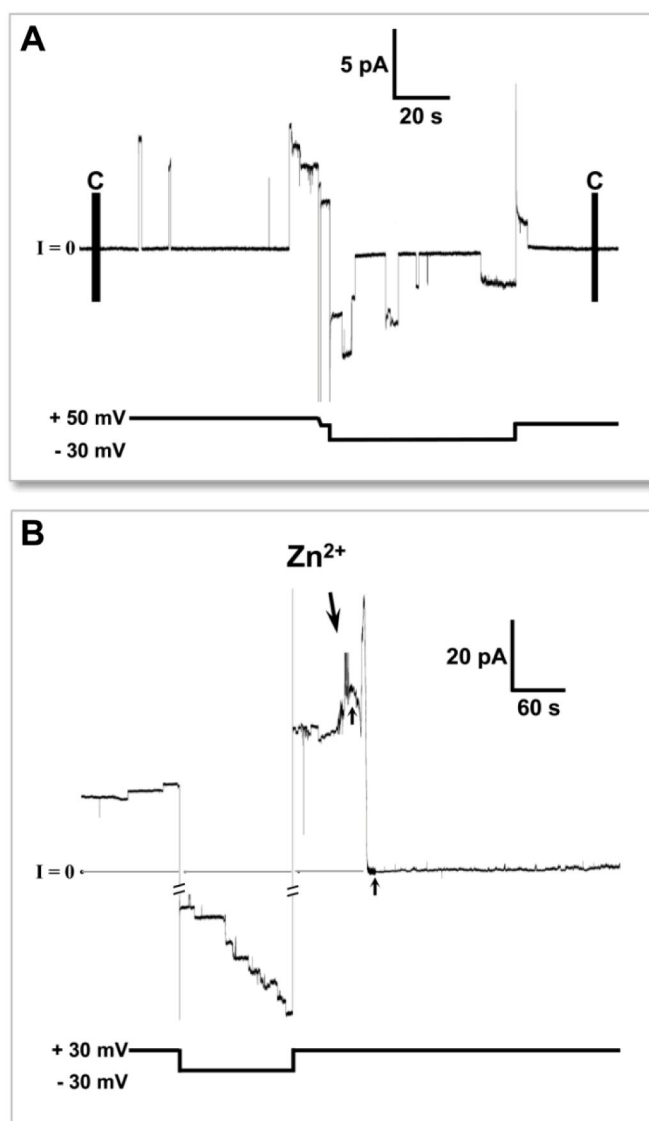 A
5 pA
20 s
C
C
I = 0
+ 50 mV
- 30 mV
B
Zn²⁺
20 pA
60 s
I = 0
+ 30 mV
- 30 mV